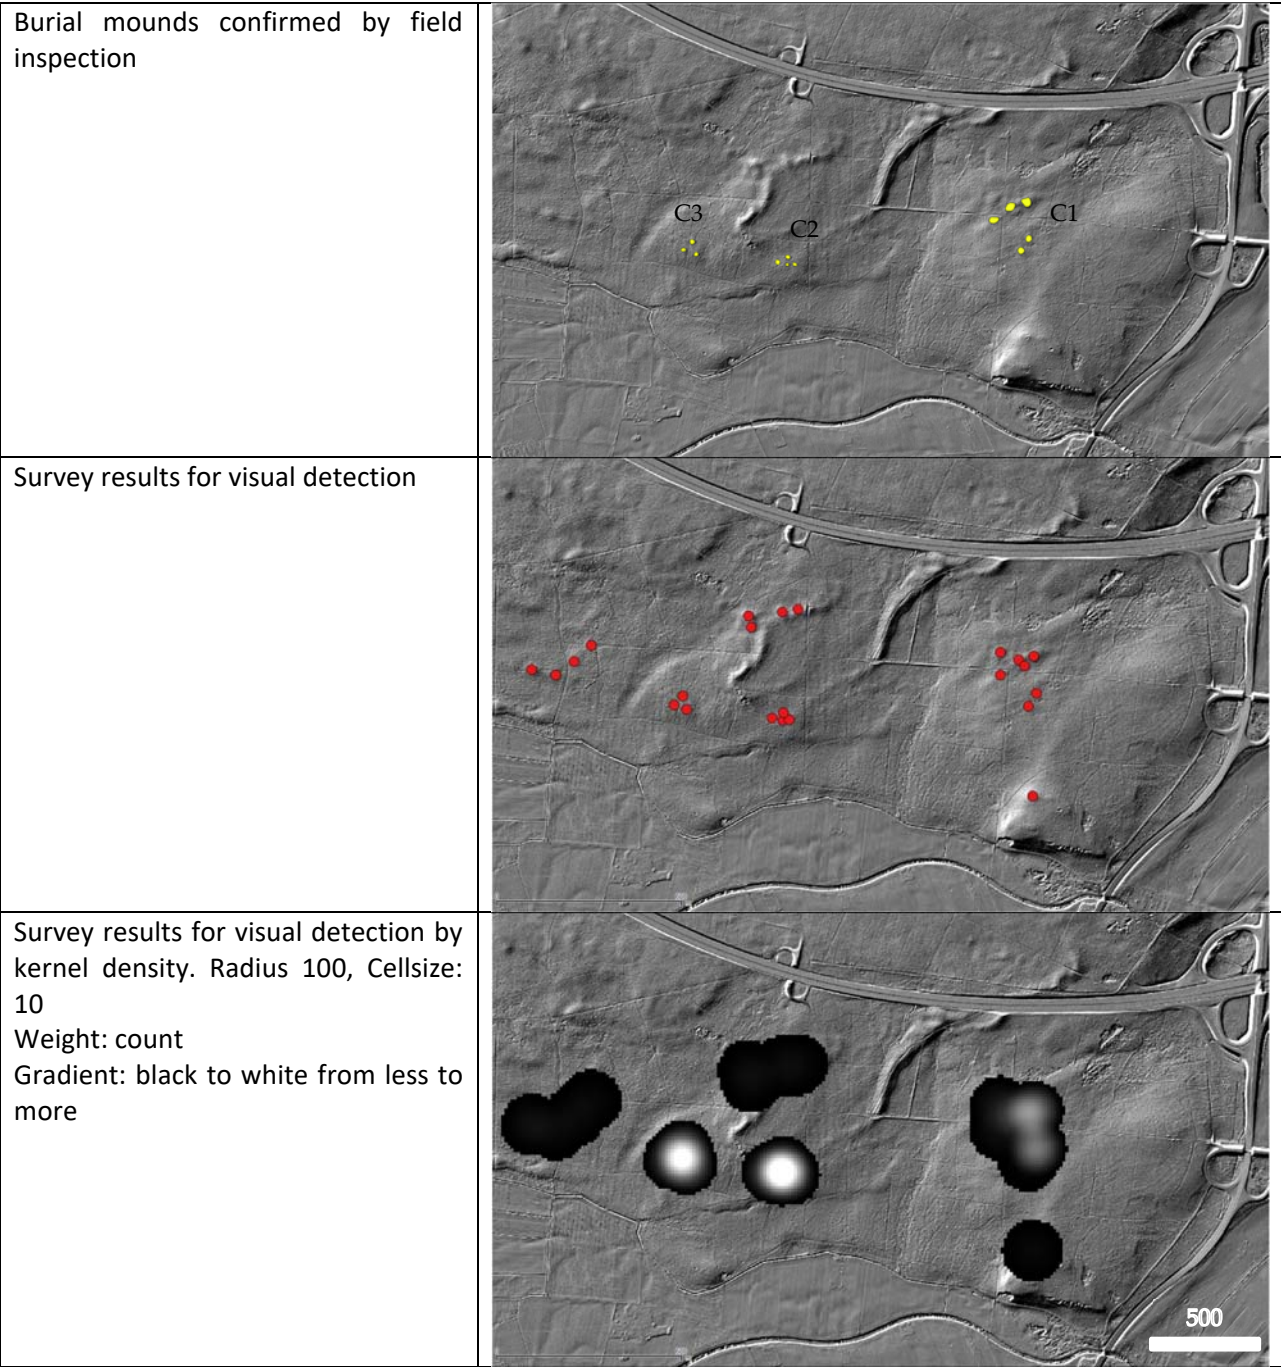 Burial mounds confirmed by field
inspection
C3
C2
C1
Survey results for visual detection
Survey results for visual detection by
kernel density. Radius 100, Cellsize:
10
Weight: count
Gradient: black to white from less to
more
500